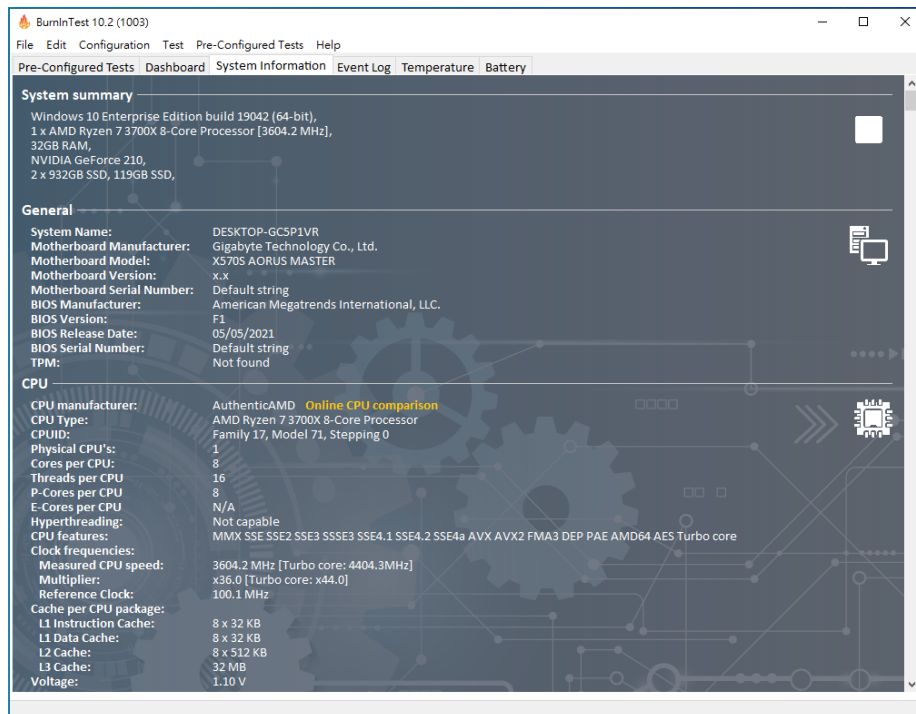 BurnInTest 10.2 (1003)
File Edit Configuration Test Pre-Configured Tests Help
Pre-Configured Tests Dashboard System Information Event Log Temperature Battery
System summary
Windows 10 Enterprise Edition build 19042 (64-bit),
1 x AMD Ryzen 7 3700X 8-Core Processor [3604.2 MHz],
32GB RAM,
NVIDIA GeForce 210,
2 x 932GB SSD, 119GB SSD,
General
System Name: DESKTOP-GC5P1VR
Motherboard Manufacturer: Gigabyte Technology Co., Ltd.
Motherboard Model: X570S AORUS MASTER
Motherboard Version: x.x
Motherboard Serial Number: Default string
BIOS Manufacturer: American Megatrends International, LLC.
BIOS Version: F1
BIOS Release Date: 05/05/2021
BIOS Serial Number: Default string
TPM: Not found
CPU
CPU manufacturer: AuthenticAMD Online CPU comparison
CPU Type: AMD Ryzen 7 3700X 8-Core Processor
CPUID: Family 17, Model 71, Stepping 0
Physical CPU's: 1
Cores per CPU: 8
Threads per CPU 16
P-Cores per CPU 8
E-Cores per CPU N/A
Hyperthreading: Not capable
CPU features: MMX SSE SSE2 SSE3 SSSE3 SSE4.1 SSE4.2 SSE4a AVX AVX2 FMA3 DEP PAE AMD64 AES Turbo core
Clock frequencies:
Measured CPU speed: 3604.2 MHz [Turbo core: 4404.3MHz]
Multiplier: x36.0 [Turbo core: x44.0]
Reference Clock: 100.1 MHz
Cache per CPU package:
L1 Instruction Cache: 8 x 32 KB
L1 Data Cache: 8 x 32 KB
L2 Cache: 8 x 512 KB
L3 Cache: 32 MB
Voltage: 1.10 V